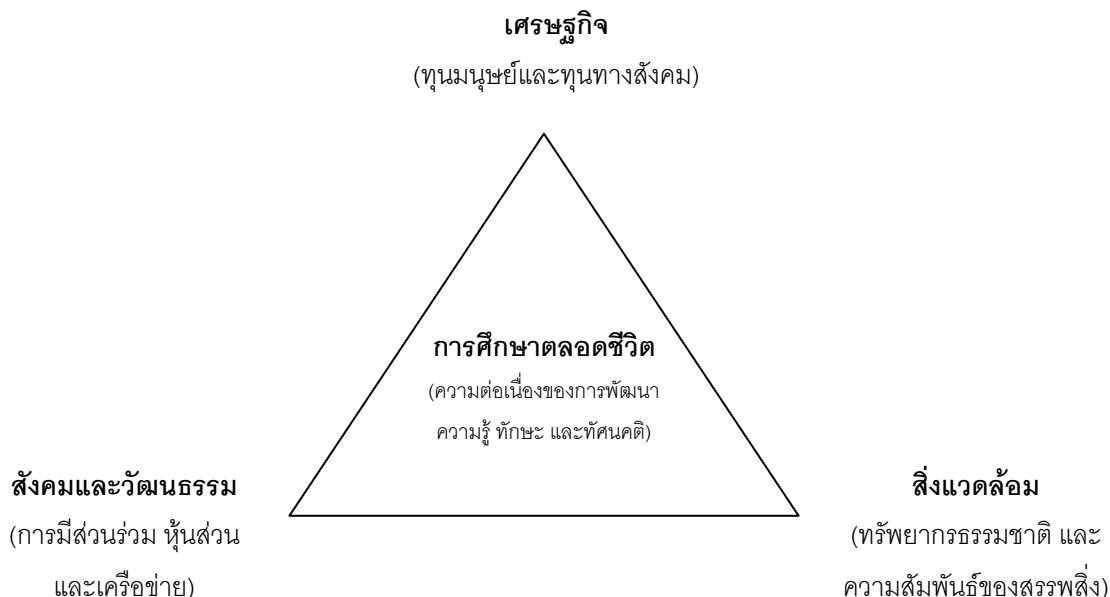 เศรษฐกิจ
(ทุนมนุษย์และทุนทางสังคม)
การศึกษาตลอดชีวิต
(ความต่อเนื่องของการพัฒนา
ความรู้ ทักษะ และทัศนคติ)
สังคมและวัฒนธรรม
(การมีส่วนร่วม หุ้นส่วน
และเครือข่าย)
สิ่งแวดล้อม
(ทรัพยากรธรรมชาติ และ
ความสัมพันธ์ของสรรพสิ่ง)